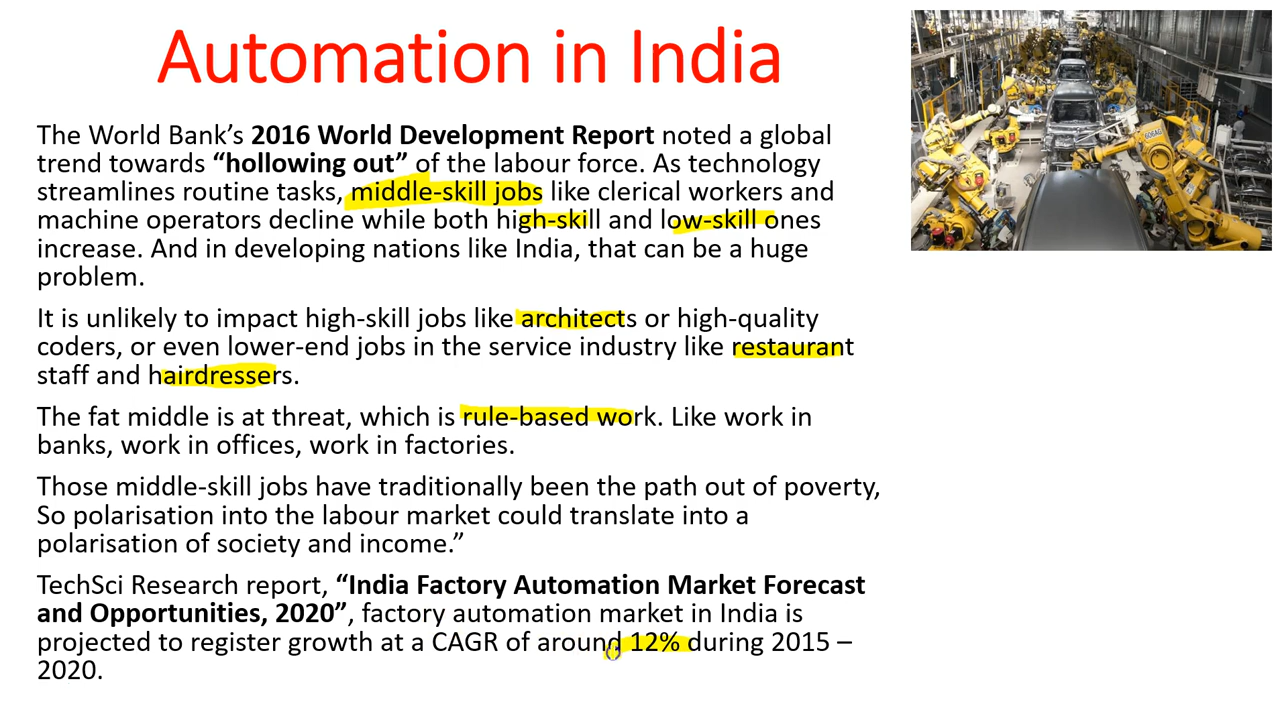 Automation in India
The World Bank’s 2016 World Development Report noted a global
trend towards “hollowing out” of the labour force. As technology
streamlines routine tasks, middle-skill jobs like clerical workers and
machine operators decline while both high-skill and low-skill ones
increase. And in developing nations like India, that can be a huge
problem.
It is unlikely to impact high-skill jobs like architects or high-quality
coders, or even lower-end jobs in the service industry like restaurant
staff and hairdressers.
The fat middle is at threat, which is rule-based work. Like work in
banks, work in offices, work in factories.
Those middle-skill jobs have traditionally been the path out of poverty,
So polarisation into the labour market could translate into a
polarisation of society and income.”
TechSci Research report, “India Factory Automation Market Forecast
and Opportunities, 2020”, factory automation market in India is
projected to register growth at a CAGR of around 12% during 2015 –
2020.